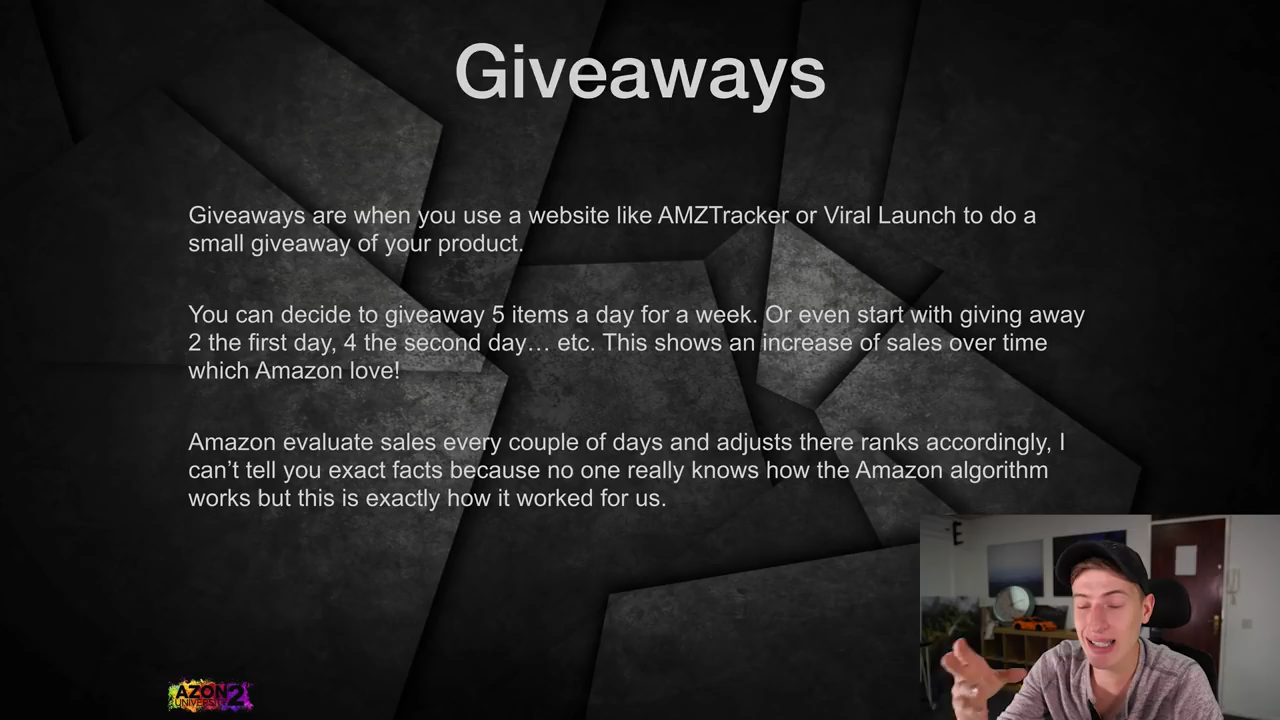 Giveaways
Giveaways are when you use a website like AMZTracker or Viral Launch to do a
small giveaway of your product.
You can decide to giveaway 5 items a day for a week. Or even start with giving away
2 the first day, 4 the second day… etc. This shows an increase of sales over time
which Amazon love!
Amazon evaluate sales every couple of days and adjusts there ranks accordingly, I
can’t tell you exact facts because no one really knows how the Amazon algorithm
works but this is exactly how it worked for us.
AZON 2
UNIVERSITY